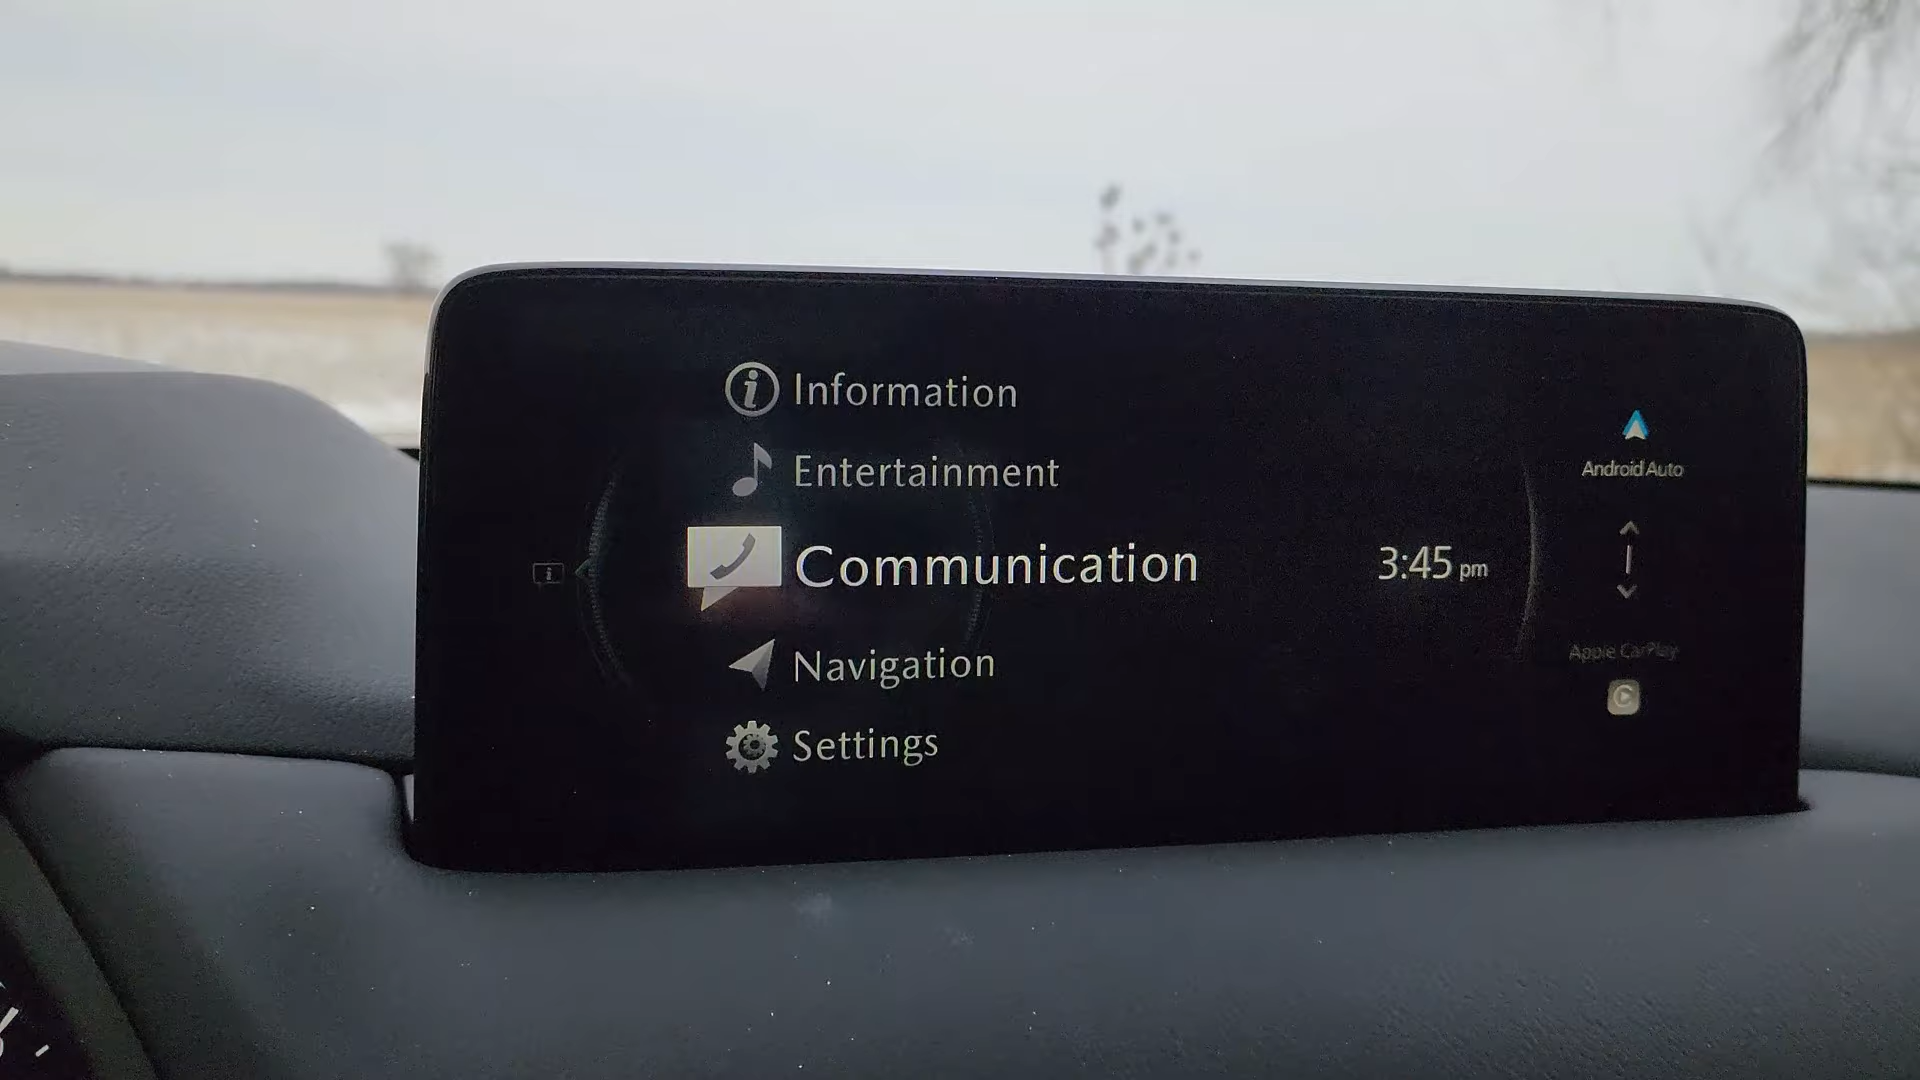 Information
Entertainment
Communication
Navigation
Settings
3:45 pm
Android Auto
Apple CarPlay